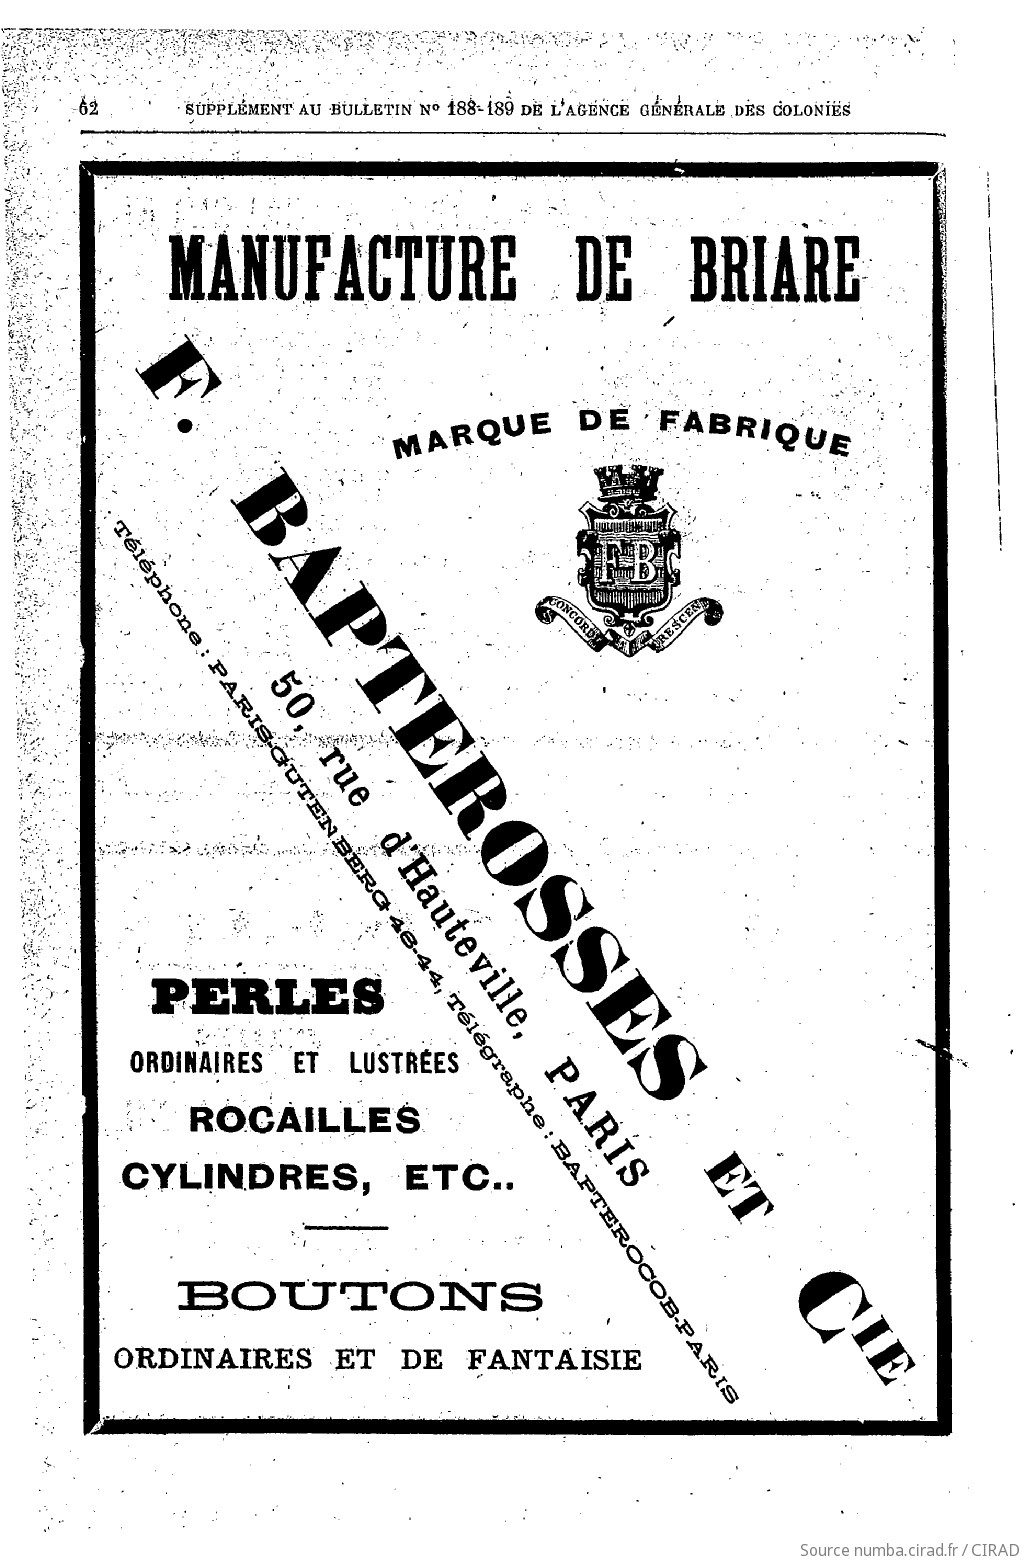 62 SUPPLÉMENT AU BULLETIN Nº 188-189 DE L'AGENCE GÉNÉRALE DES COLONIES
MANUFACTURE DE BRIARE
MARQUE DE FABRIQUE
FB
CONCORDIA CRESCENT
F. BAPTEROSSES ET CIE
50, rue d'Hauteville, PARIS
Téléphone : PARIS-GUTENBERG 46-44, Télégraphe : BAPTEROCOB-PARIS
PERLES
ORDINAIRES ET LUSTRÉES
ROCAILLES
CYLINDRES, ETC..
BOUTONS
ORDINAIRES ET DE FANTAISIE
Source numba.cirad.fr / CIRAD